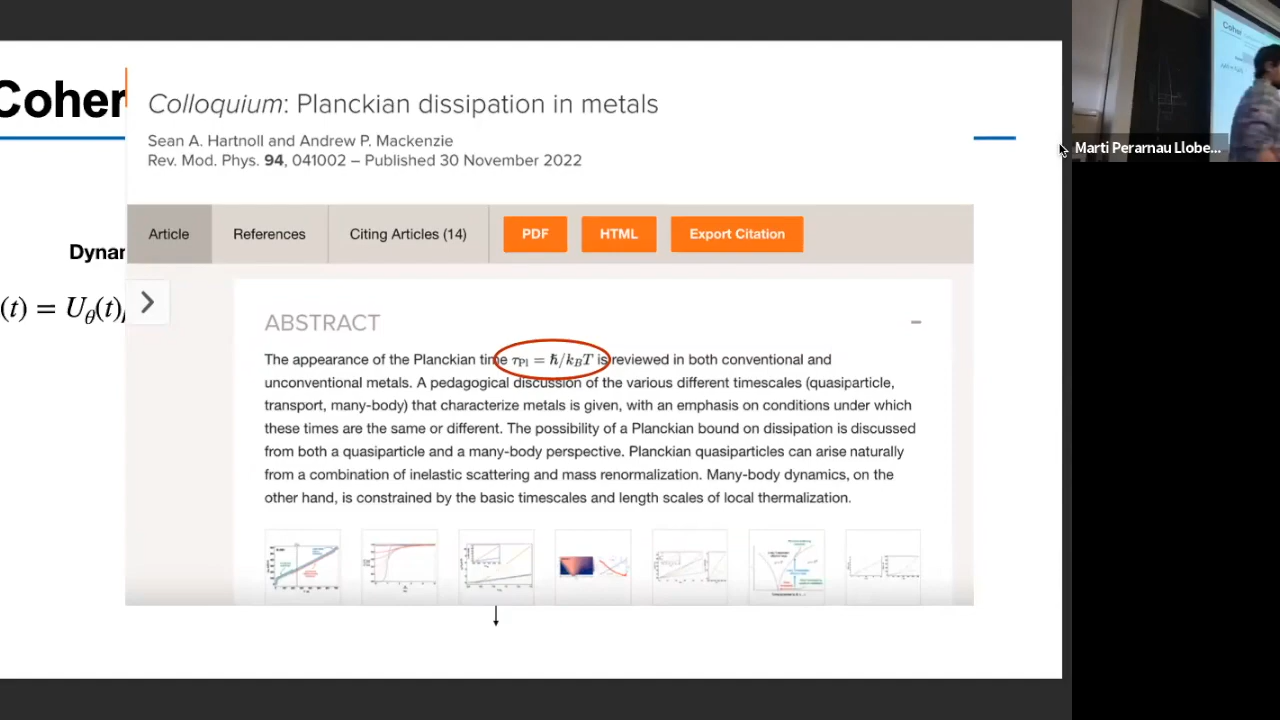 Coher
Colloquium: Planckian dissipation in metals
Sean A. Hartnoll and Andrew P. Mackenzie
Rev. Mod. Phys. 94, 041002 – Published 30 November 2022
Marti Perarnau Llobe...
Article References Citing Articles (14) PDF HTML Export Citation
Dynar
(t) = U_θ(t)
ABSTRACT
The appearance of the Planckian time τ_Pl = ℏ/k_BT is reviewed in both conventional and
unconventional metals. A pedagogical discussion of the various different timescales (quasiparticle,
transport, many-body) that characterize metals is given, with an emphasis on conditions under which
these times are the same or different. The possibility of a Planckian bound on dissipation is discussed
from both a quasiparticle and a many-body perspective. Planckian quasiparticles can arise naturally
from a combination of inelastic scattering and mass renormalization. Many-body dynamics, on the
other hand, is constrained by the basic timescales and length scales of local thermalization.